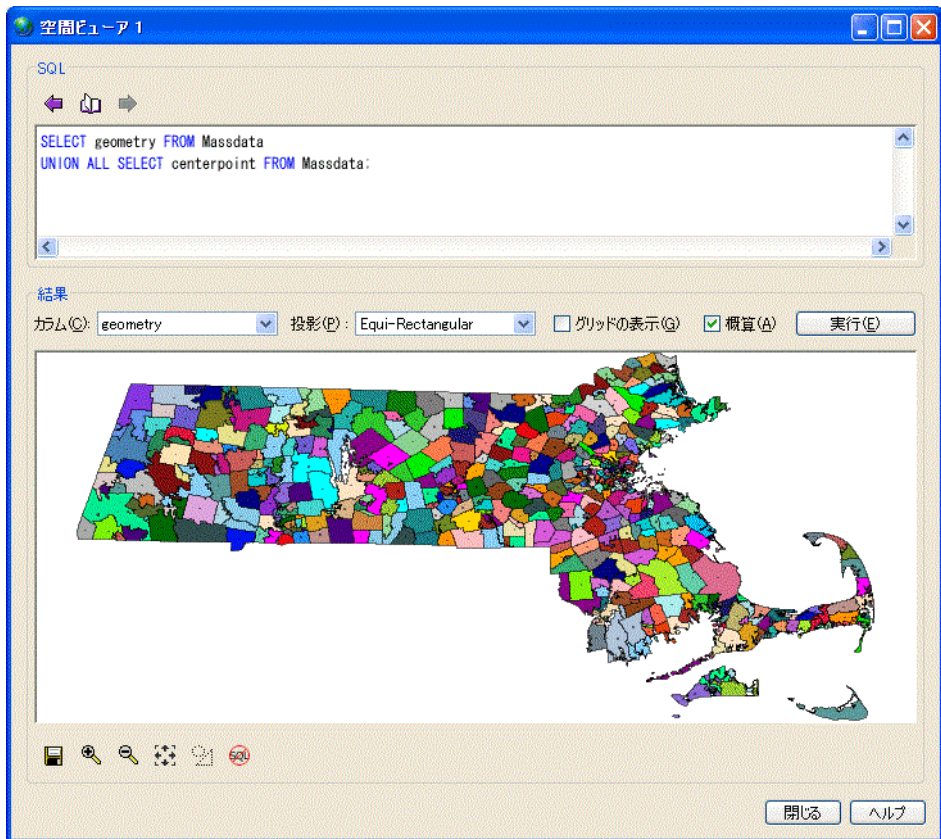 空間ビューア 1
SQL
SELECT geometry FROM Massdata
UNION ALL SELECT centerpoint FROM Massdata;
結果
カラム(C): geometry 投影(P): Equi-Rectangular グリッドの表示(G) 概算(A) 実行(E)
SQL
閉じる ヘルプ